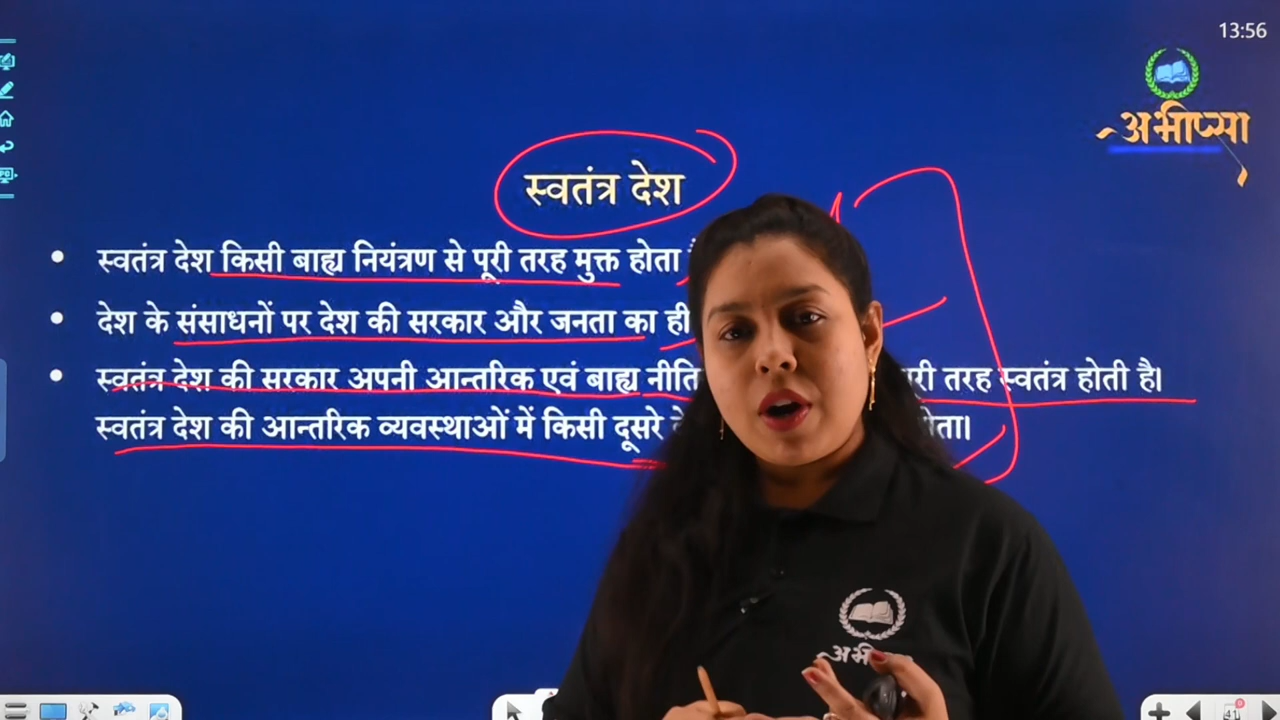 13:56
अभीप्सा
स्वतंत्र देश
स्वतंत्र देश किसी बाह्य नियंत्रण से पूरी तरह मुक्त होता
देश के संसाधनों पर देश की सरकार और जनता का ही
स्वतंत्र देश की सरकार अपनी आन्तरिक एवं बाह्य नीति तरह स्वतंत्र होती है।
स्वतंत्र देश की आन्तरिक व्यवस्थाओं में किसी दूसरे
41